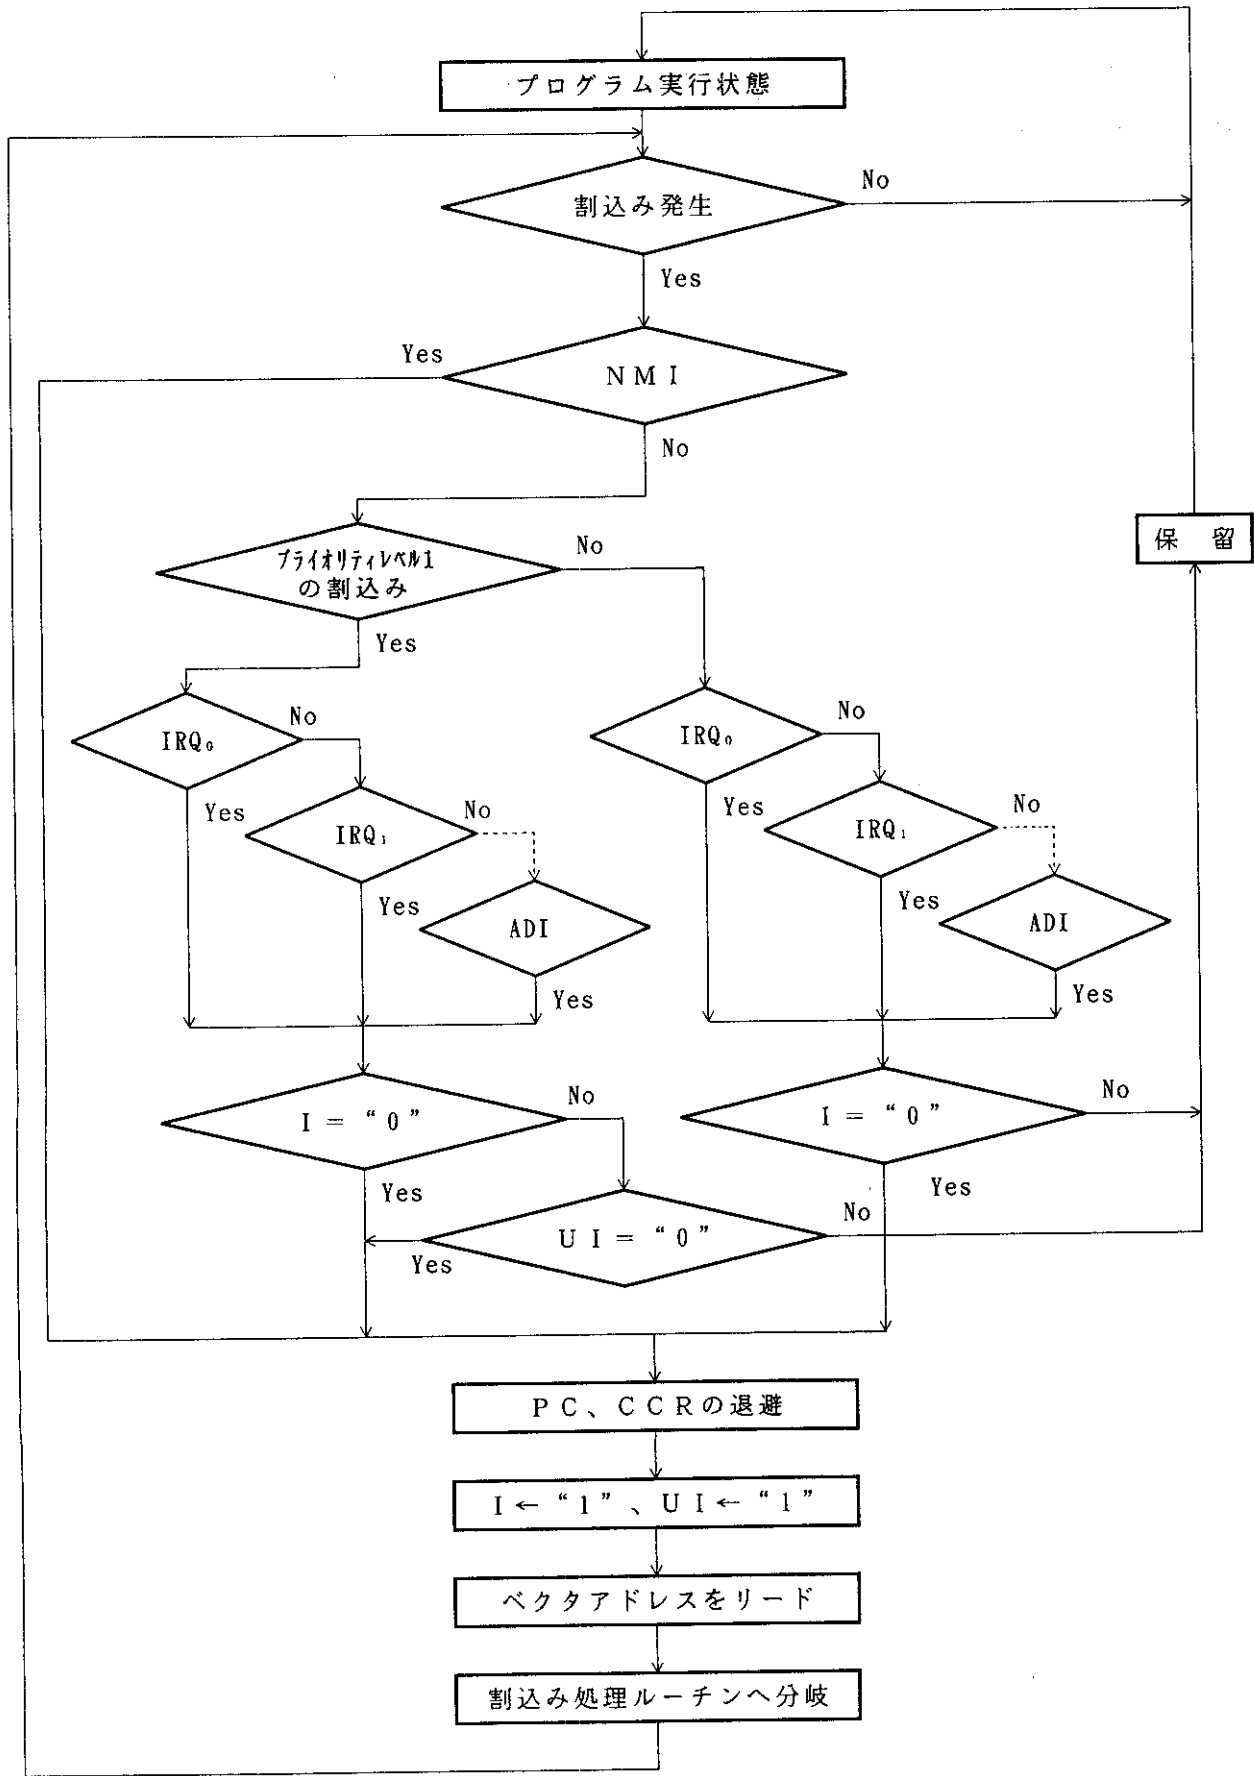 プログラム実行状態
割込み発生
No
Yes
Yes
NMI
No
プライオリティレベル1
の割込み
No
Yes
保 留
IRQ₀
No
Yes
IRQ₀
No
Yes
IRQ₁
No
Yes
IRQ₁
No
Yes
ADI
Yes
ADI
Yes
I = “0”
No
Yes
I = “0”
No
Yes
UI = “0”
No
Yes
PC、CCRの退避
I ← “1”、UI ← “1”
ベクタアドレスをリード
割込み処理ルーチンへ分岐